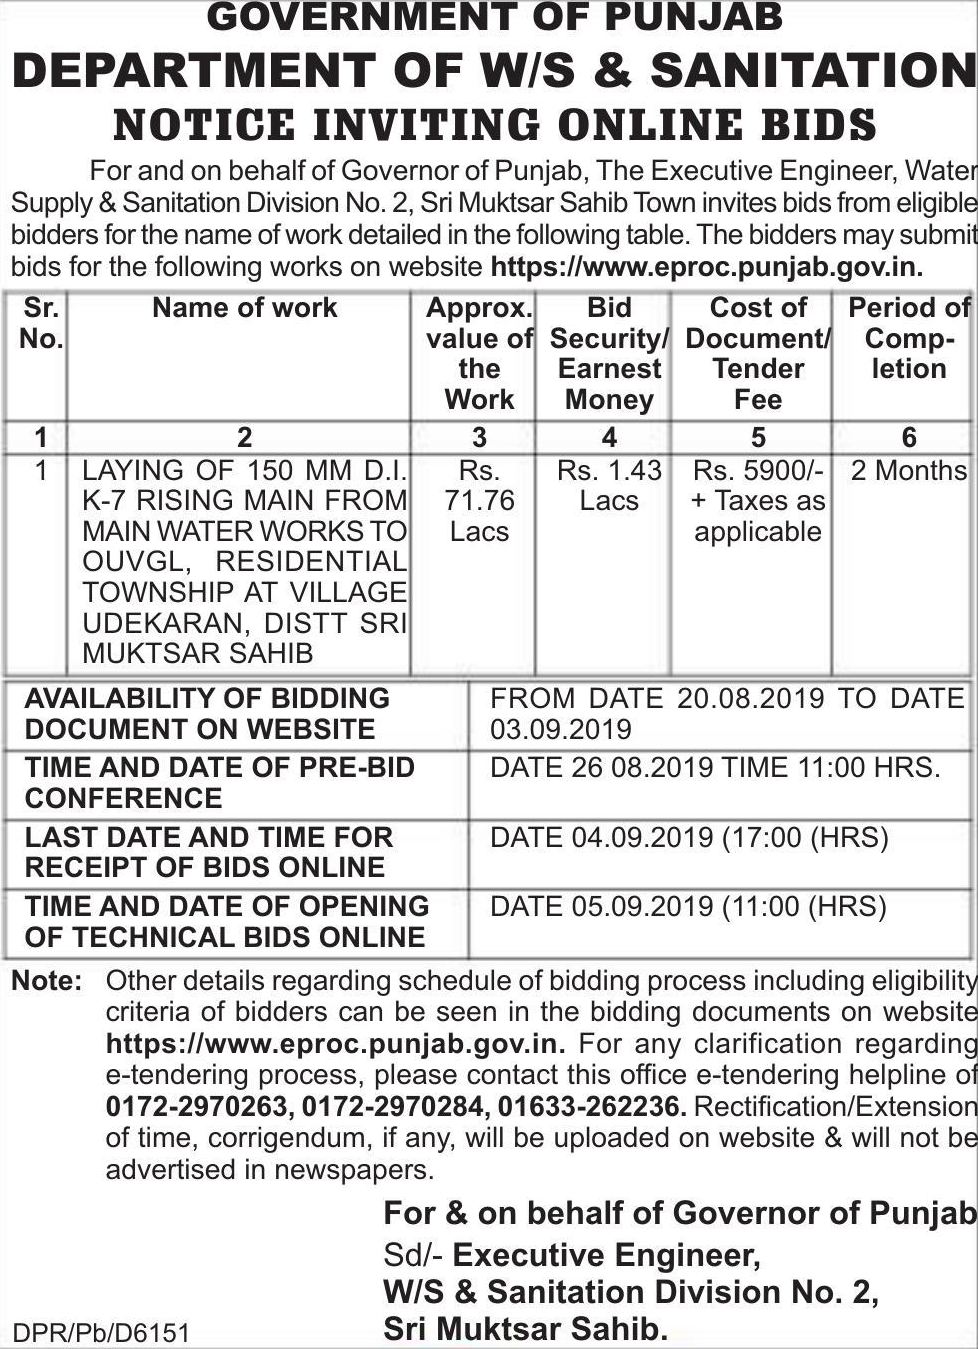 GOVERNMENT OF PUNJAB
DEPARTMENT OF W/S & SANITATION
NOTICE INVITING ONLINE BIDS
For and on behalf of Governor of Punjab, The Executive Engineer, Water
Supply & Sanitation Division No. 2, Sri Muktsar Sahib Town invites bids from eligible
bidders for the name of work detailed in the following table. The bidders may submit
bids for the following works on website https://www.eproc.punjab.gov.in.
Sr. No.
Name of work
Approx. value of the Work
Bid Security/ Earnest Money
Cost of Document/ Tender Fee
Period of Comp- letion
1 2 3 4 5 6
1
LAYING OF 150 MM D.I.
K-7 RISING MAIN FROM
MAIN WATER WORKS TO
OUVGL, RESIDENTIAL
TOWNSHIP AT VILLAGE
UDEKARAN, DISTT SRI
MUKTSAR SAHIB
Rs.
71.76
Lacs
Rs. 1.43
Lacs
Rs. 5900/-
+ Taxes as
applicable
2 Months
AVAILABILITY OF BIDDING
DOCUMENT ON WEBSITE
FROM DATE 20.08.2019 TO DATE
03.09.2019
TIME AND DATE OF PRE-BID
CONFERENCE
DATE 26 08.2019 TIME 11:00 HRS.
LAST DATE AND TIME FOR
RECEIPT OF BIDS ONLINE
DATE 04.09.2019 (17:00 (HRS)
TIME AND DATE OF OPENING
OF TECHNICAL BIDS ONLINE
DATE 05.09.2019 (11:00 (HRS)
Note: Other details regarding schedule of bidding process including eligibility
criteria of bidders can be seen in the bidding documents on website
https://www.eproc.punjab.gov.in. For any clarification regarding
e-tendering process, please contact this office e-tendering helpline of
0172-2970263, 0172-2970284, 01633-262236. Rectification/Extension
of time, corrigendum, if any, will be uploaded on website & will not be
advertised in newspapers.
For & on behalf of Governor of Punjab
Sd/- Executive Engineer,
W/S & Sanitation Division No. 2,
Sri Muktsar Sahib.
DPR/Pb/D6151